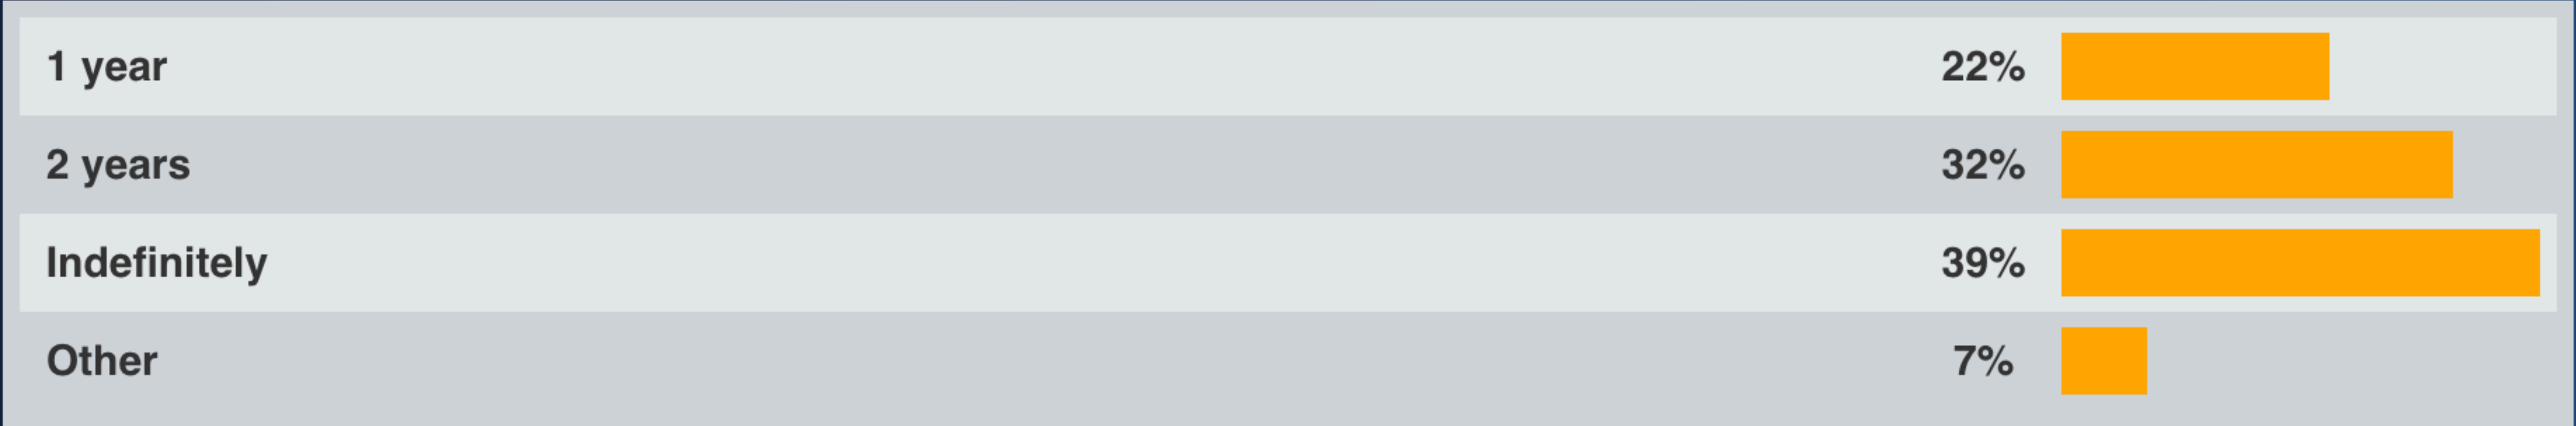 1 year 22%
2 years 32%
Indefinitely 39%
Other 7%